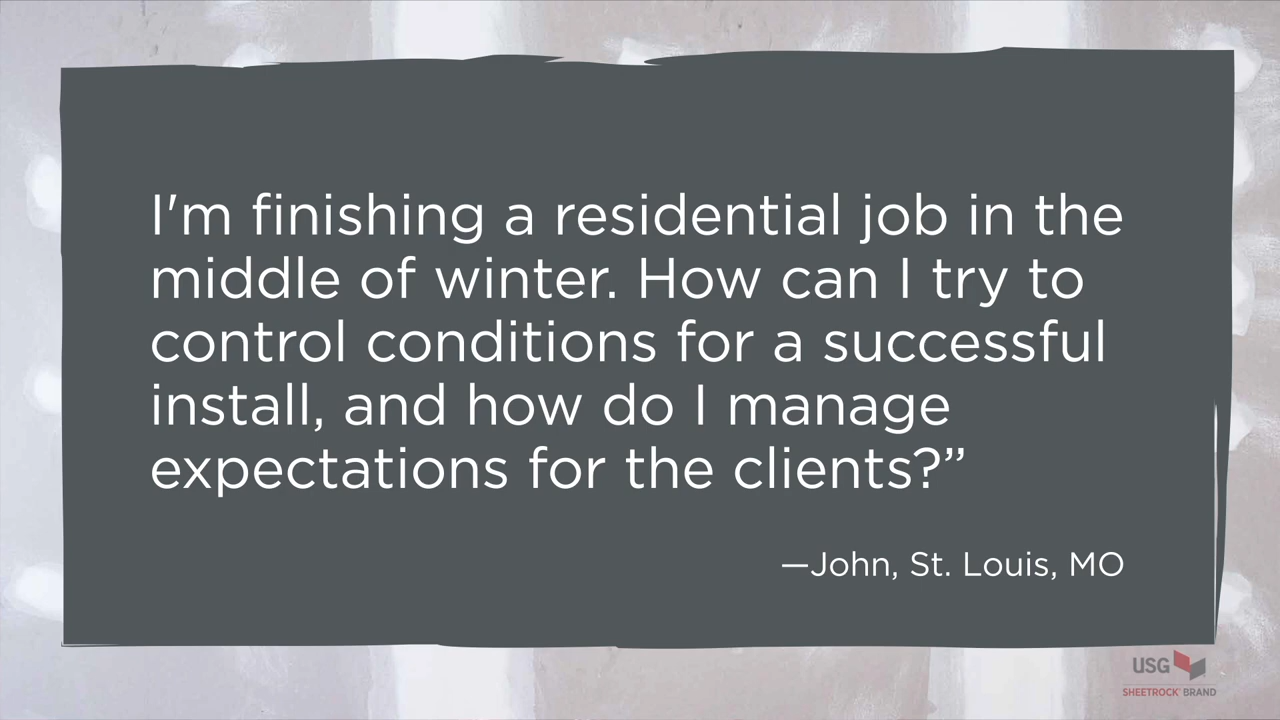 I'm finishing a residential job in the
middle of winter. How can I try to
control conditions for a successful
install, and how do I manage
expectations for the clients?”
—John, St. Louis, MO
USG
SHEETROCK BRAND